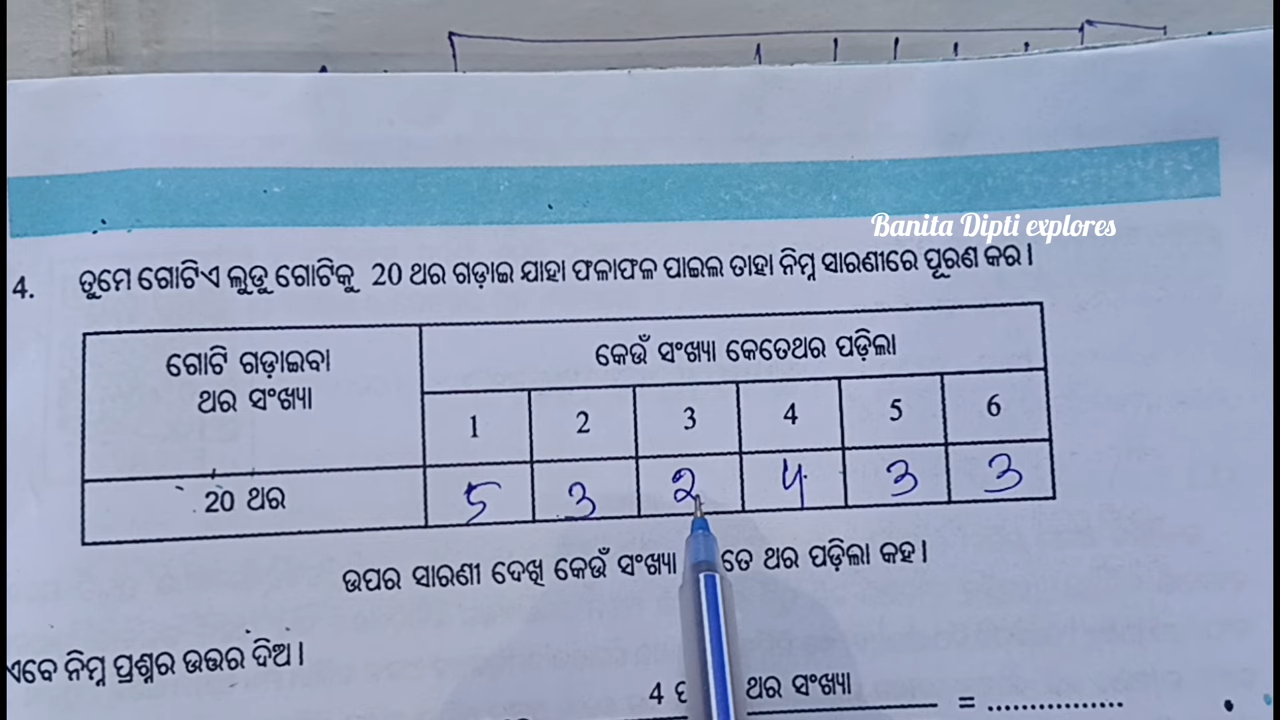 Banita Dipti explores
4. ତୁମେ ଗୋଟିଏ ଲୁଡୁ ଗୋଟିକୁ 20 ଥର ଗଡ଼ାଇ ଯାହା ଫଳାଫଳ ପାଇଲ ତାହା ନିମ୍ନ ସାରଣୀରେ ପୂରଣ କର।
ଗୋଟି ଗଡ଼ାଇବା
ଥର ସଂଖ୍ୟା
କେଉଁ ସଂଖ୍ୟା କେତେଥର ପଡ଼ିଲା
1 2 3 4 5 6
20 ଥର 5 3 2 4 3 3
ଉପର ସାରଣୀ ଦେଖି କେଉଁ ସଂଖ୍ୟା ଥର ପଡ଼ିଲା କହ।
ଏବେ ନିମ୍ନ ପ୍ରଶ୍ନର ଉତ୍ତର ଦିଅ।
4 ଥର ସଂଖ୍ୟା = ................